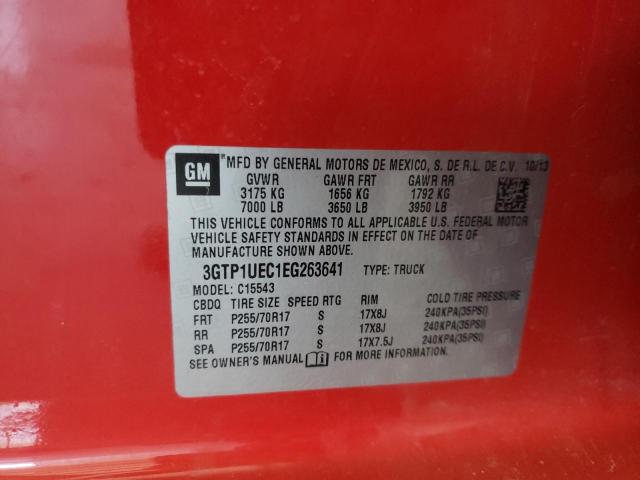 GM
MFD BY GENERAL MOTORS DE MEXICO, S. DE R.L. DE C.V. 10/13
GVWR GAWR FRT GAWR RR
3175 KG 1656 KG 1792 KG
7000 LB 3650 LB 3950 LB
THIS VEHICLE CONFORMS TO ALL APPLICABLE U.S. FEDERAL MOTOR
VEHICLE SAFETY STANDARDS IN EFFECT ON THE DATE OF
MANUFACTURE SHOWN ABOVE.
3GTP1UEC1EG263641 TYPE: TRUCK
MODEL: C15543
CBDQ TIRE SIZE SPEED RTG RIM COLD TIRE PRESSURE
FRT P255/70R17 S 17X8J 240KPA(35PSI)
RR P255/70R17 S 17X8J 240KPA(35PSI)
SPA P255/70R17 S 17X7.5J 240KPA(35PSI)
SEE OWNER'S MANUAL FOR MORE INFORMATION.